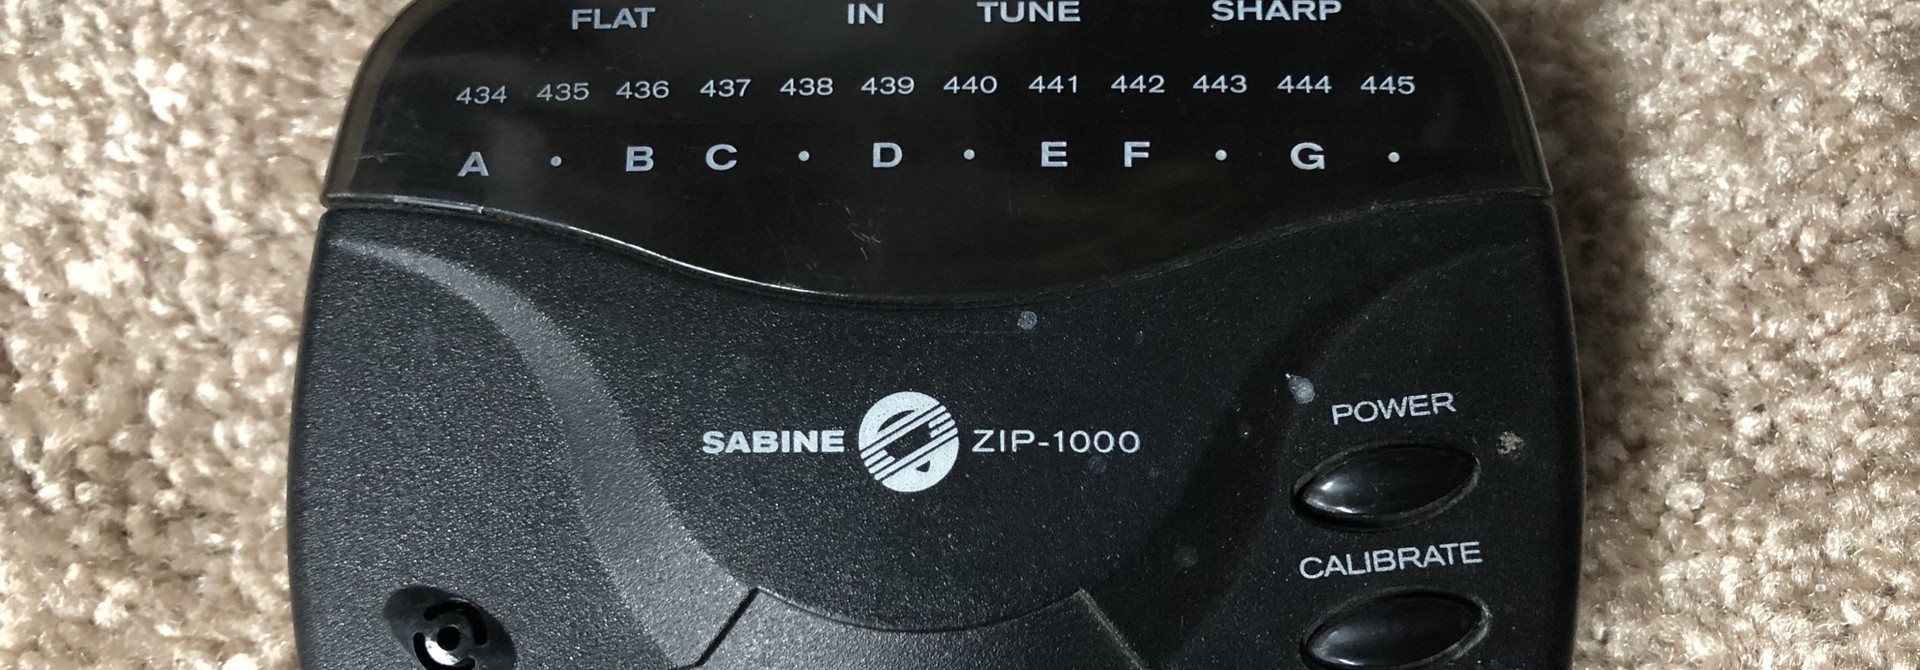 FLAT IN TUNE SHARP
434 435 436 437 438 439 440 441 442 443 444 445
A • B C • D • E F • G •
SABINE ZIP-1000
POWER
CALIBRATE